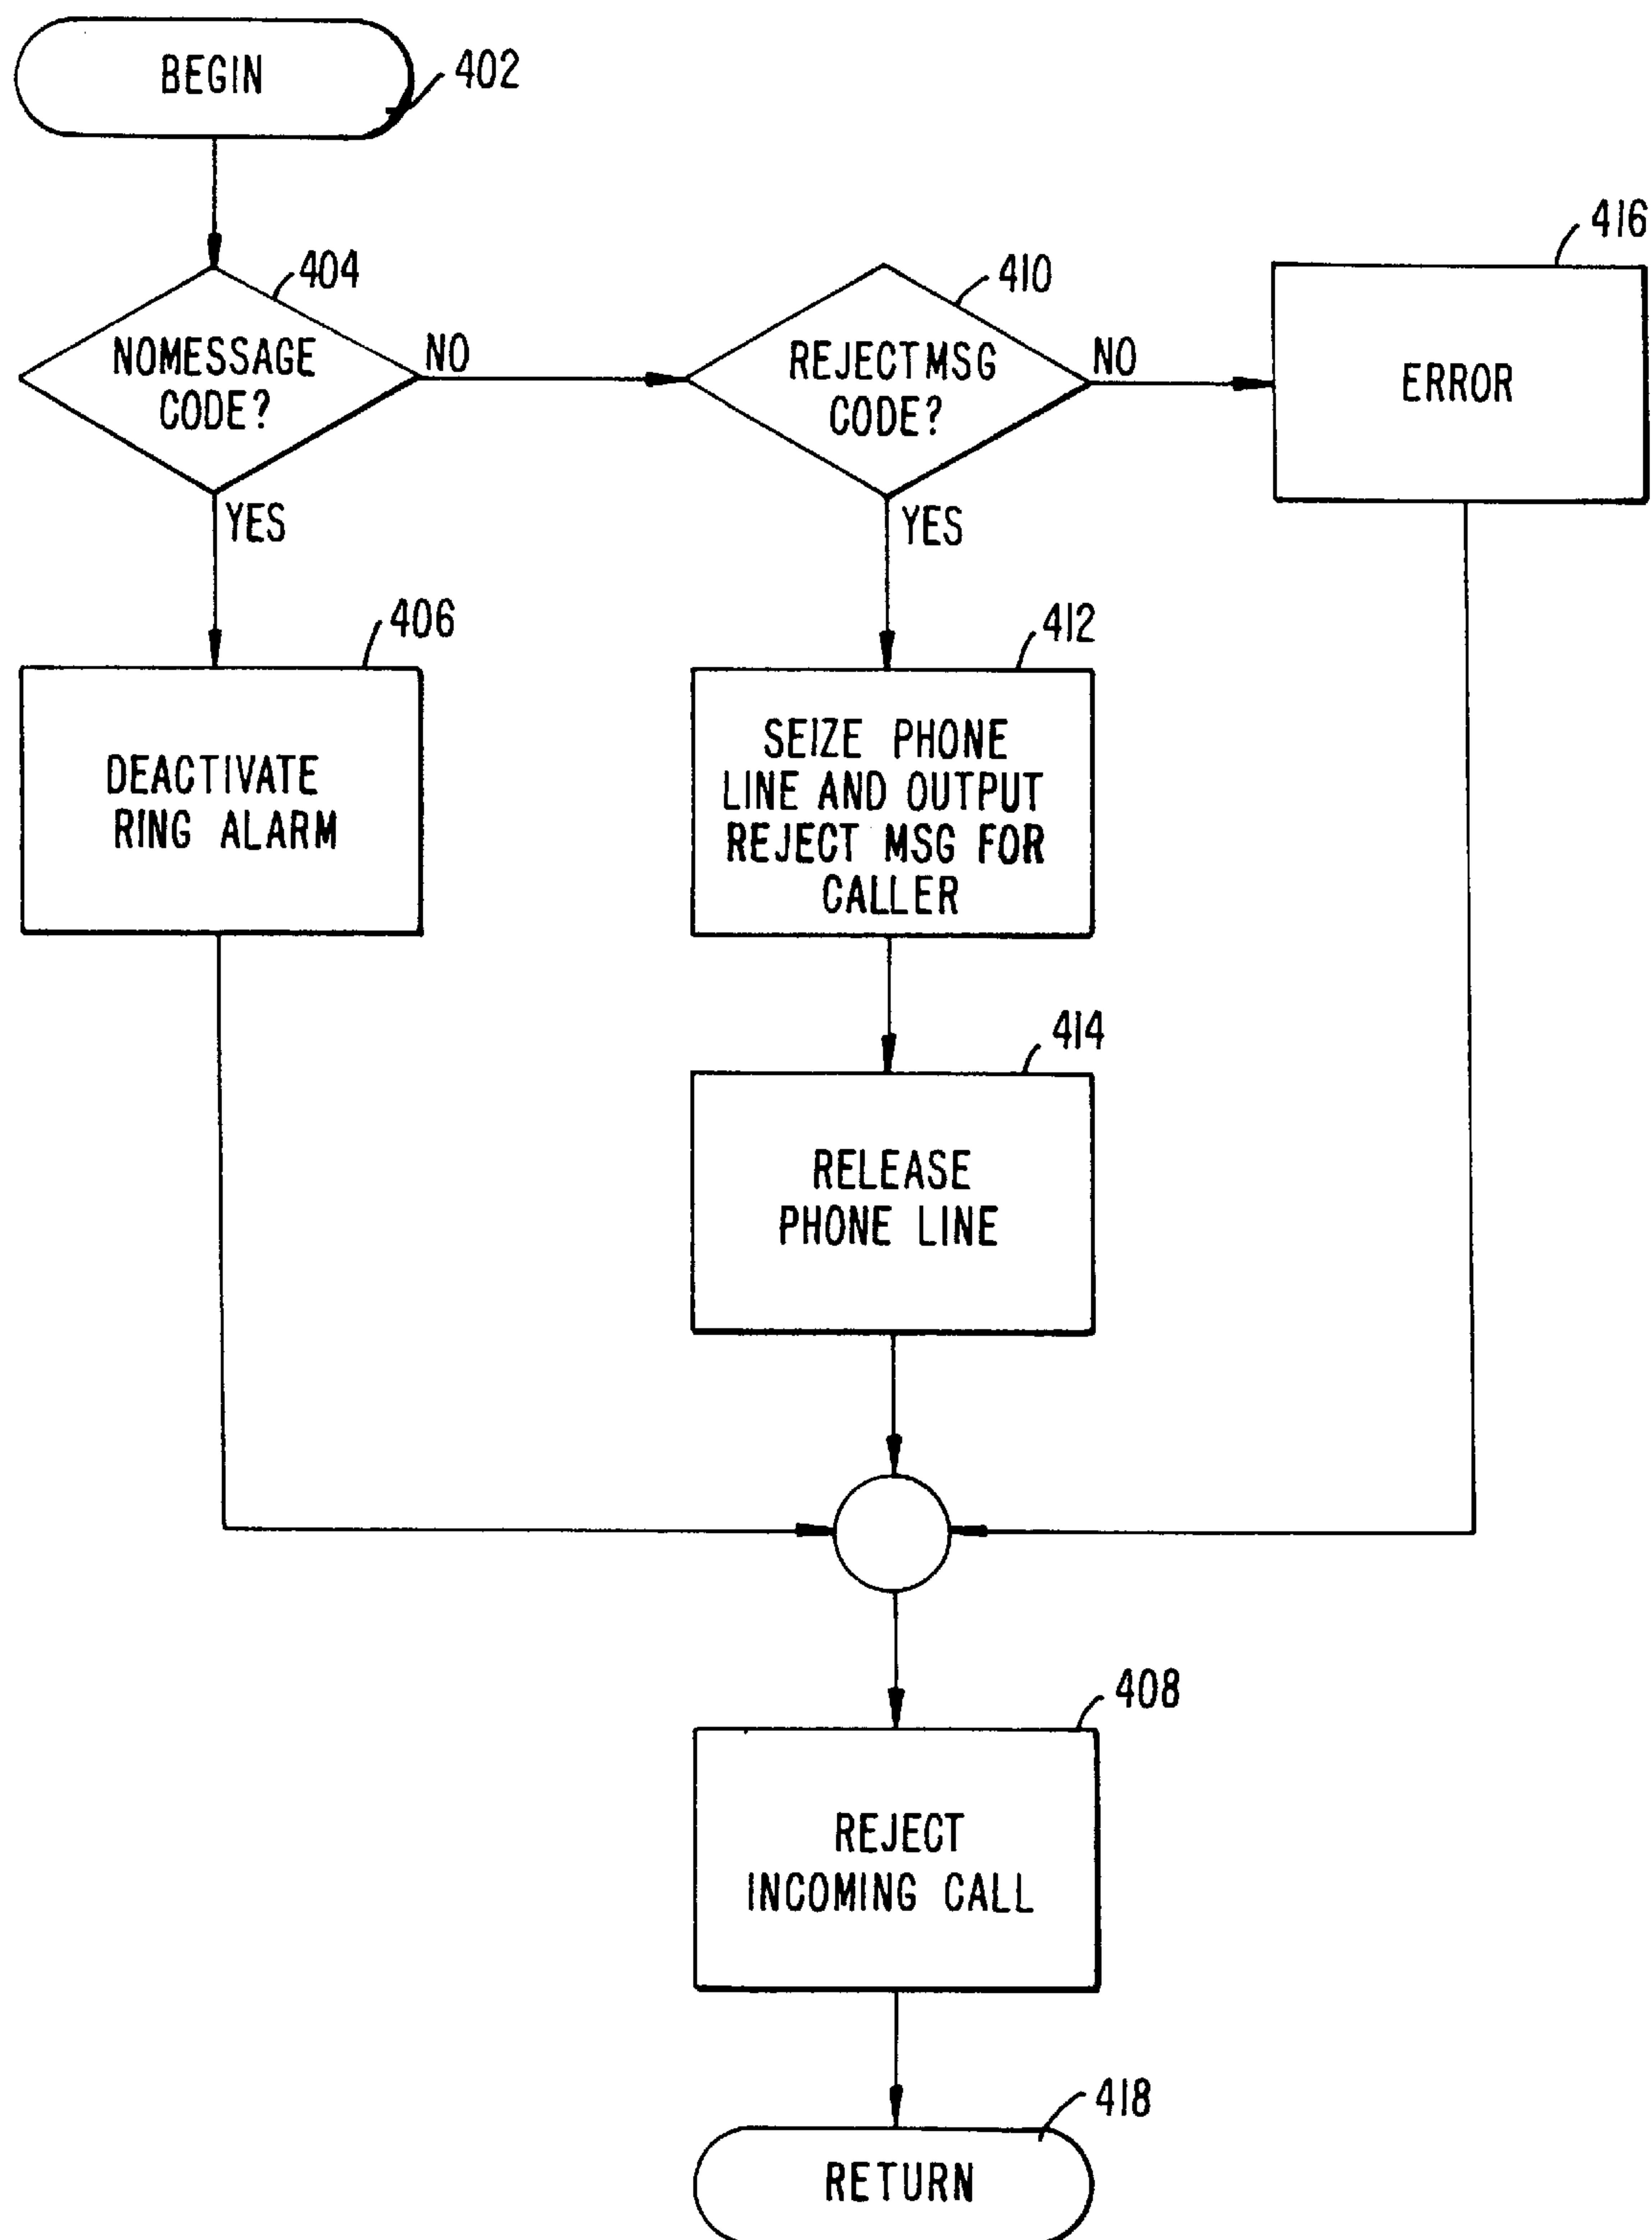 BEGIN
402
404
NOMESSAGE
CODE?
NO
YES
410
REJECTMSG
CODE?
NO
YES
416
ERROR
406
DEACTIVATE
RING ALARM
412
SEIZE PHONE
LINE AND OUTPUT
REJECT MSG FOR
CALLER
414
RELEASE
PHONE LINE
408
REJECT
INCOMING CALL
418
RETURN